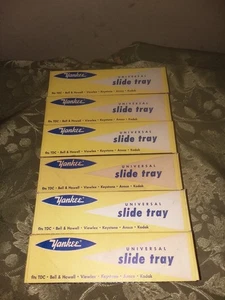 Yankee
UNIVERSAL
slide tray
fits TDC • Bell & Howell • Viewlex • Keystone • Airequipt • Kodak
Yankee
UNIVERSAL
slide tray
fits TDC • Bell & Howell • Viewlex • Keystone • Kodak
Yankee
UNIVERSAL
slide tray
fits TDC • Bell & Howell • Viewlex • Keystone • Kodak
Yankee
UNIVERSAL
slide tray
fits TDC • Bell & Howell • Viewlex • Keystone • Kodak
Yankee
UNIVERSAL
slide tray
fits TDC • Bell & Howell • Viewlex • Keystone • Kodak
Yankee
UNIVERSAL
slide tray
fits TDC • Bell & Howell • Viewlex • Keystone • Kodak